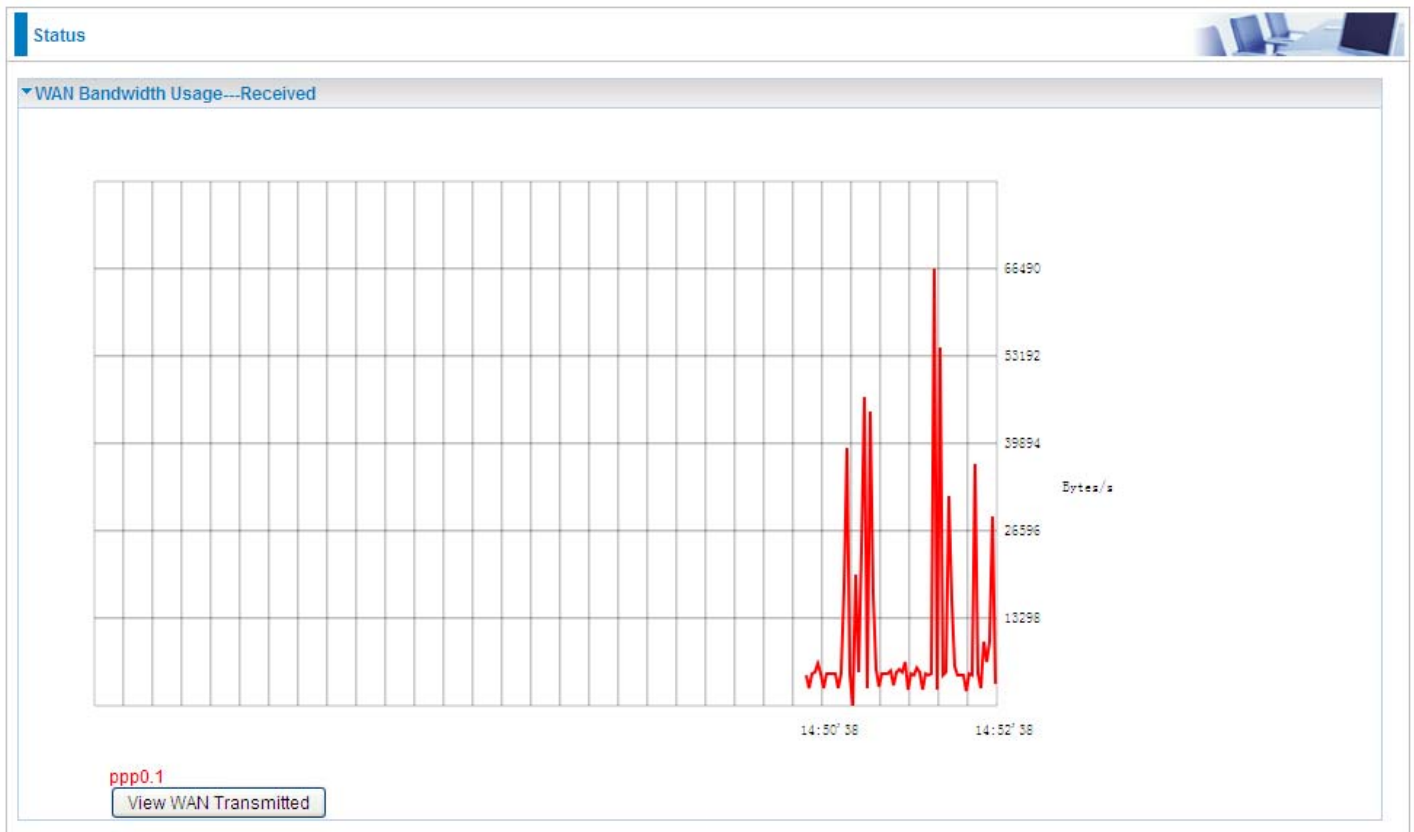 Status
WAN Bandwidth Usage---Received
66490
53192
39894
Bytes/s
26596
13298
14:50'38
14:52'38
ppp0.1
View WAN Transmitted